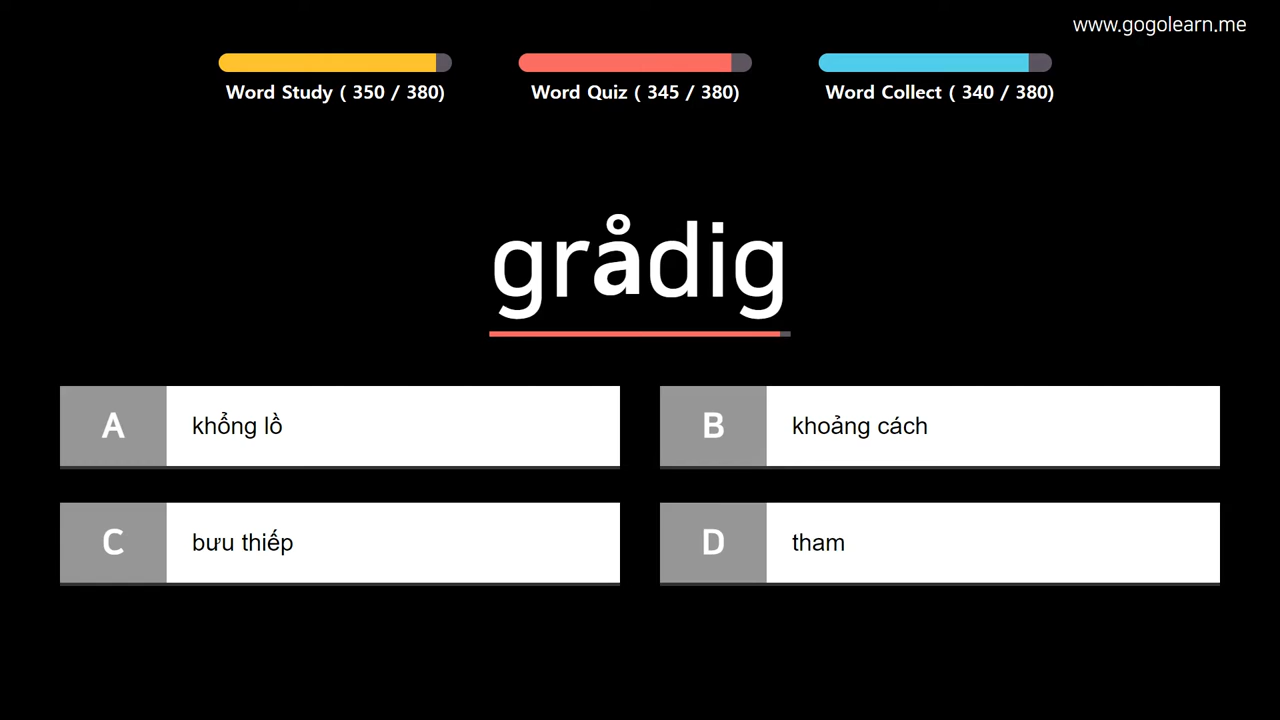 www.gogolearn.me
Word Study ( 350 / 380)
Word Quiz ( 345 / 380)
Word Collect ( 340 / 380)
grådig
A khổng lồ
B khoảng cách
C bưu thiếp
D tham